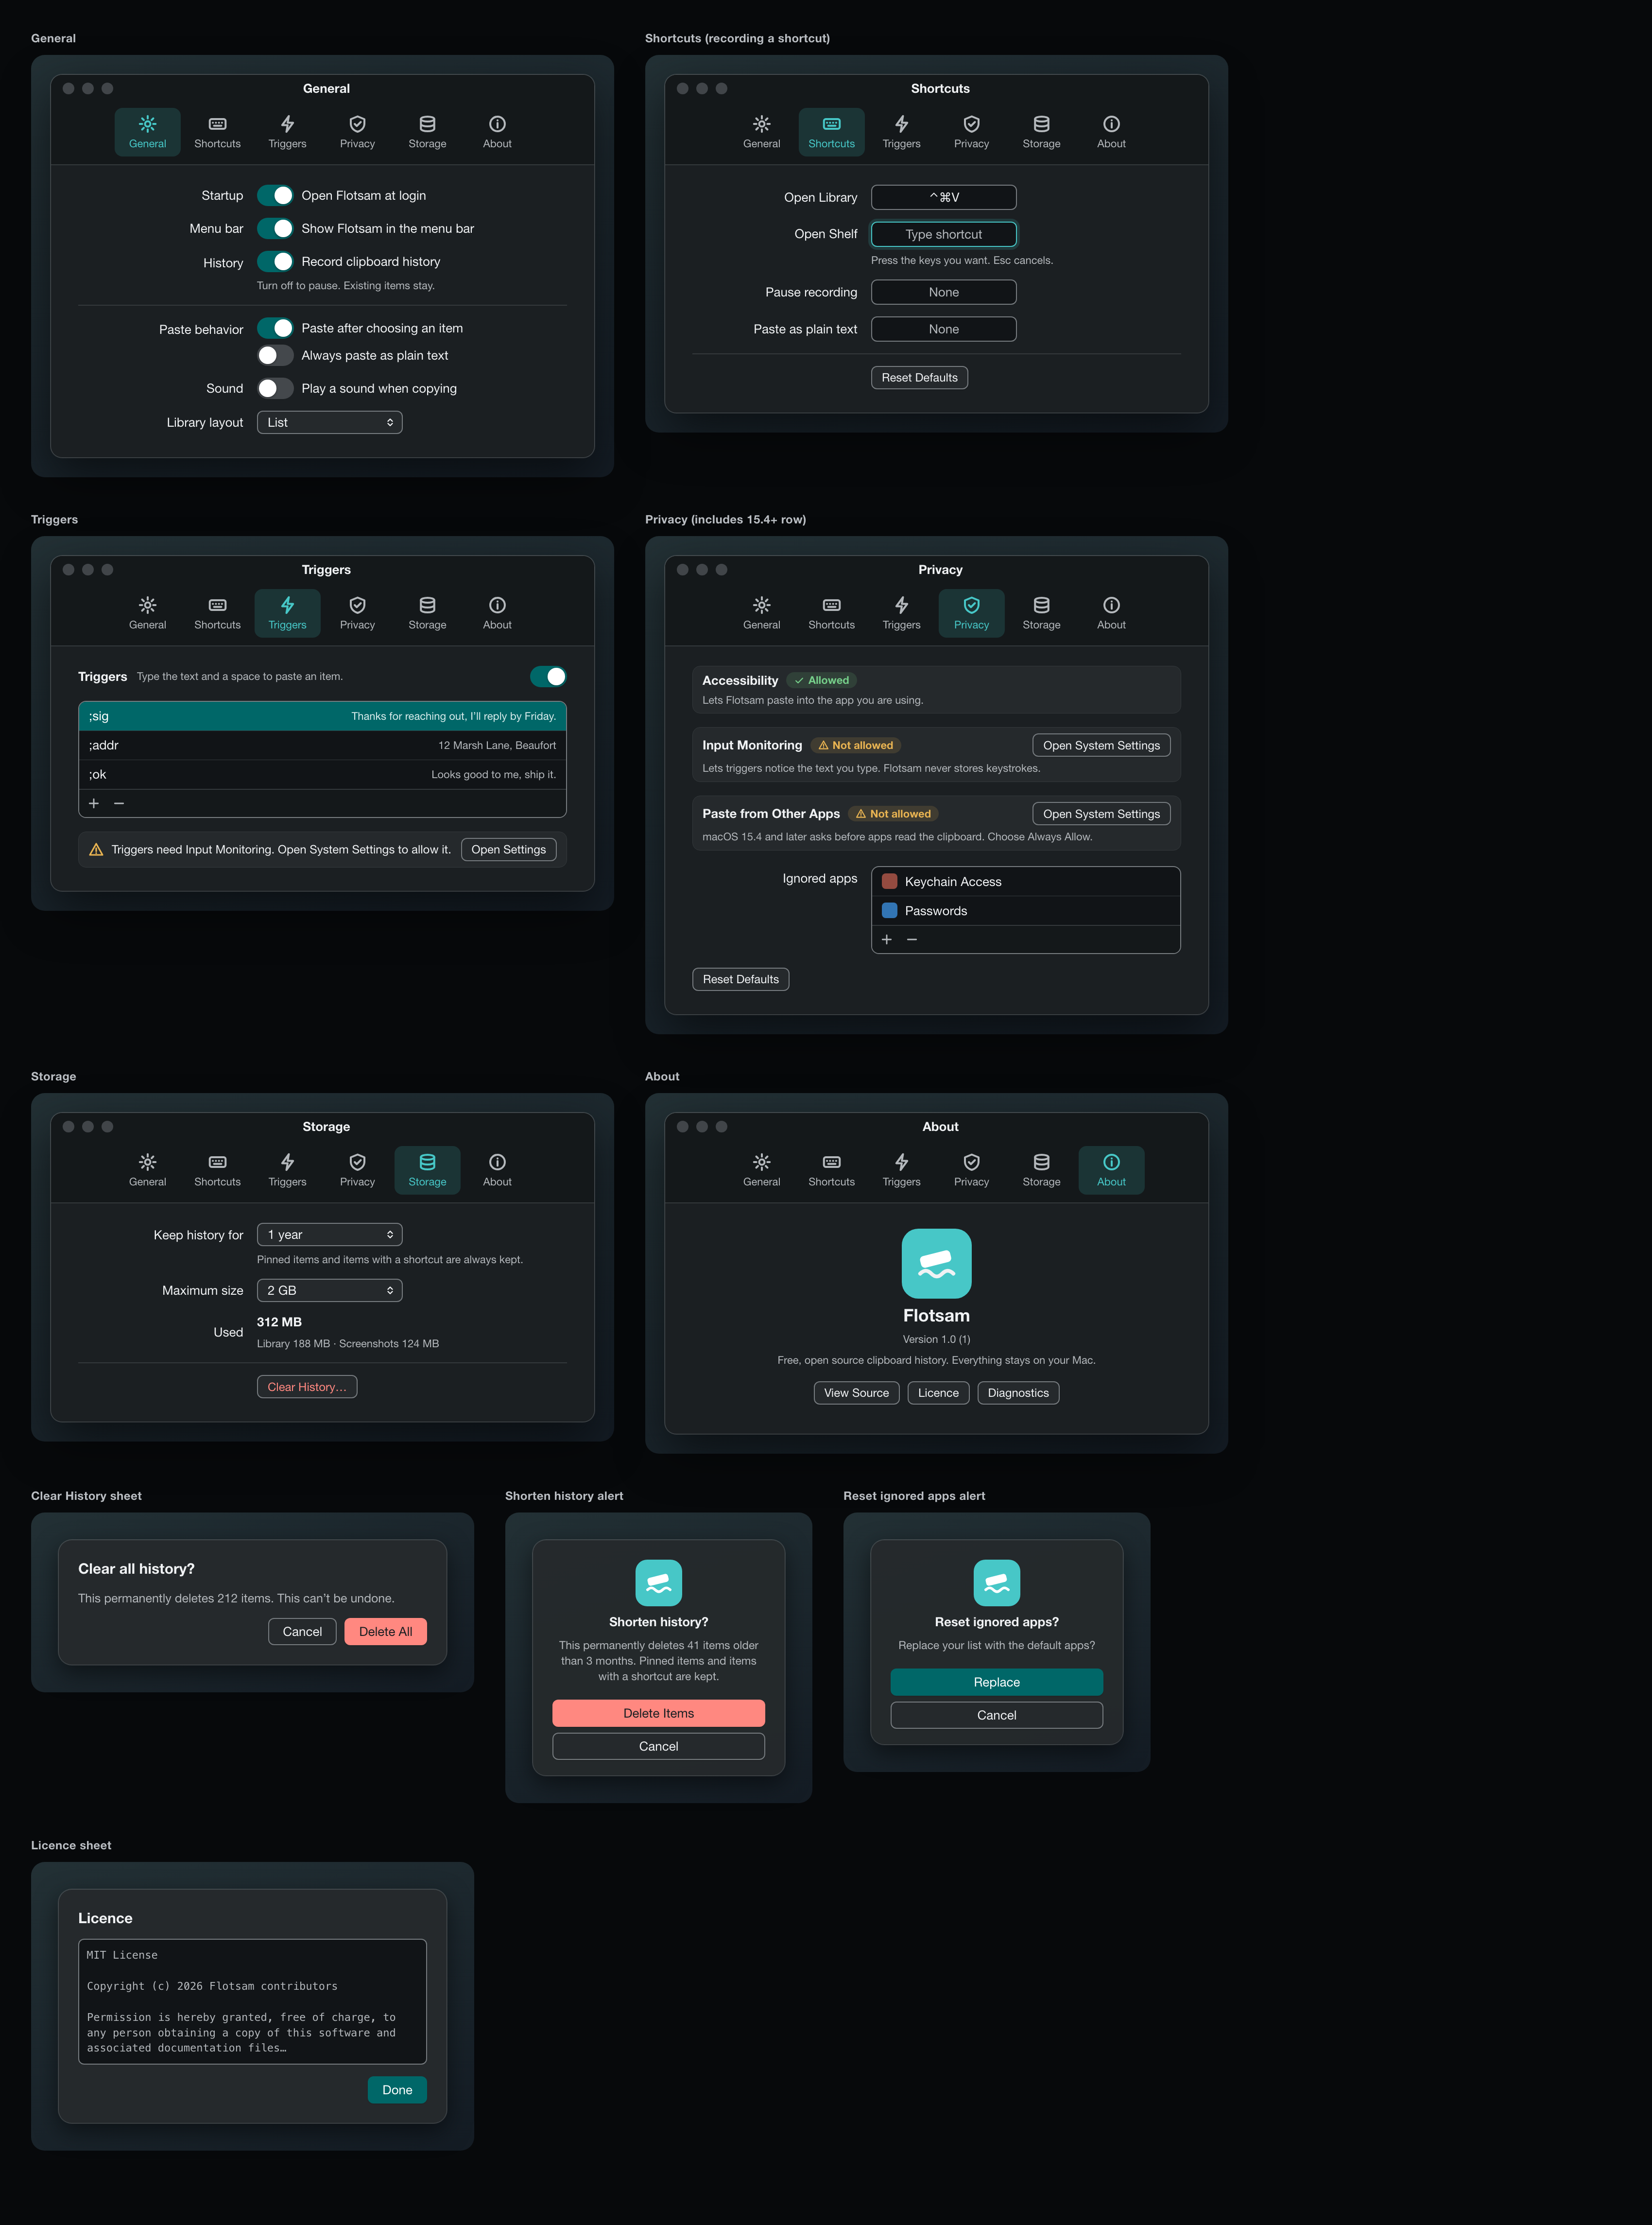 General
General
General
Shortcuts
Triggers
Privacy
Storage
About
Startup
Open Flotsam at login
Menu bar
Show Flotsam in the menu bar
History
Record clipboard history
Turn off to pause. Existing items stay.
Paste behavior
Paste after choosing an item
Always paste as plain text
Sound
Play a sound when copying
Library layout
List
Shortcuts (recording a shortcut)
Shortcuts
General
Shortcuts
Triggers
Privacy
Storage
About
Open Library
^⌘V
Open Shelf
Type shortcut
Press the keys you want. Esc cancels.
Pause recording
None
Paste as plain text
None
Reset Defaults
Triggers
Triggers
General
Shortcuts
Triggers
Privacy
Storage
About
Triggers
Type the text and a space to paste an item.
;sig
Thanks for reaching out, I’ll reply by Friday.
;addr
12 Marsh Lane, Beaufort
;ok
Looks good to me, ship it.
Triggers need Input Monitoring. Open System Settings to allow it.
Open Settings
Privacy (includes 15.4+ row)
Privacy
General
Shortcuts
Triggers
Privacy
Storage
About
Accessibility
Allowed
Lets Flotsam paste into the app you are using.
Input Monitoring
Not allowed
Open System Settings
Lets triggers notice the text you type. Flotsam never stores keystrokes.
Paste from Other Apps
Not allowed
Open System Settings
macOS 15.4 and later asks before apps read the clipboard. Choose Always Allow.
Ignored apps
Keychain Access
Passwords
Reset Defaults
Storage
Storage
General
Shortcuts
Triggers
Privacy
Storage
About
Keep history for
1 year
Pinned items and items with a shortcut are always kept.
Maximum size
2 GB
Used
312 MB
Library 188 MB · Screenshots 124 MB
Clear History…
About
About
General
Shortcuts
Triggers
Privacy
Storage
About
Flotsam
Version 1.0 (1)
Free, open source clipboard history. Everything stays on your Mac.
View Source
Licence
Diagnostics
Clear History sheet
Clear all history?
This permanently deletes 212 items. This can’t be undone.
Cancel
Delete All
Shorten history alert
Shorten history?
This permanently deletes 41 items older
than 3 months. Pinned items and items
with a shortcut are kept.
Delete Items
Cancel
Reset ignored apps alert
Reset ignored apps?
Replace your list with the default apps?
Replace
Cancel
Licence sheet
Licence
MIT License
Copyright (c) 2026 Flotsam contributors
Permission is hereby granted, free of charge, to
any person obtaining a copy of this software and
associated documentation files…
Done